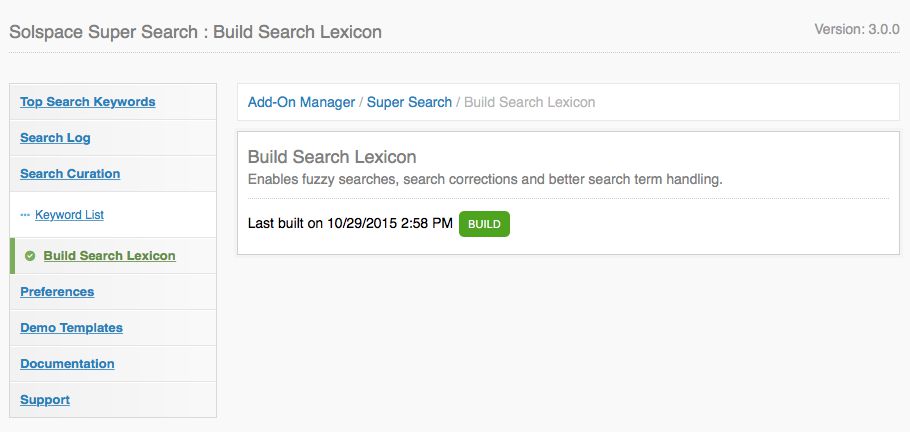 Solspace Super Search : Build Search Lexicon
Version: 3.0.0
Top Search Keywords
Search Log
Search Curation
Keyword List
Build Search Lexicon
Preferences
Demo Templates
Documentation
Support
Add-On Manager / Super Search / Build Search Lexicon
Build Search Lexicon
Enables fuzzy searches, search corrections and better search term handling.
Last built on 10/29/2015 2:58 PM BUILD